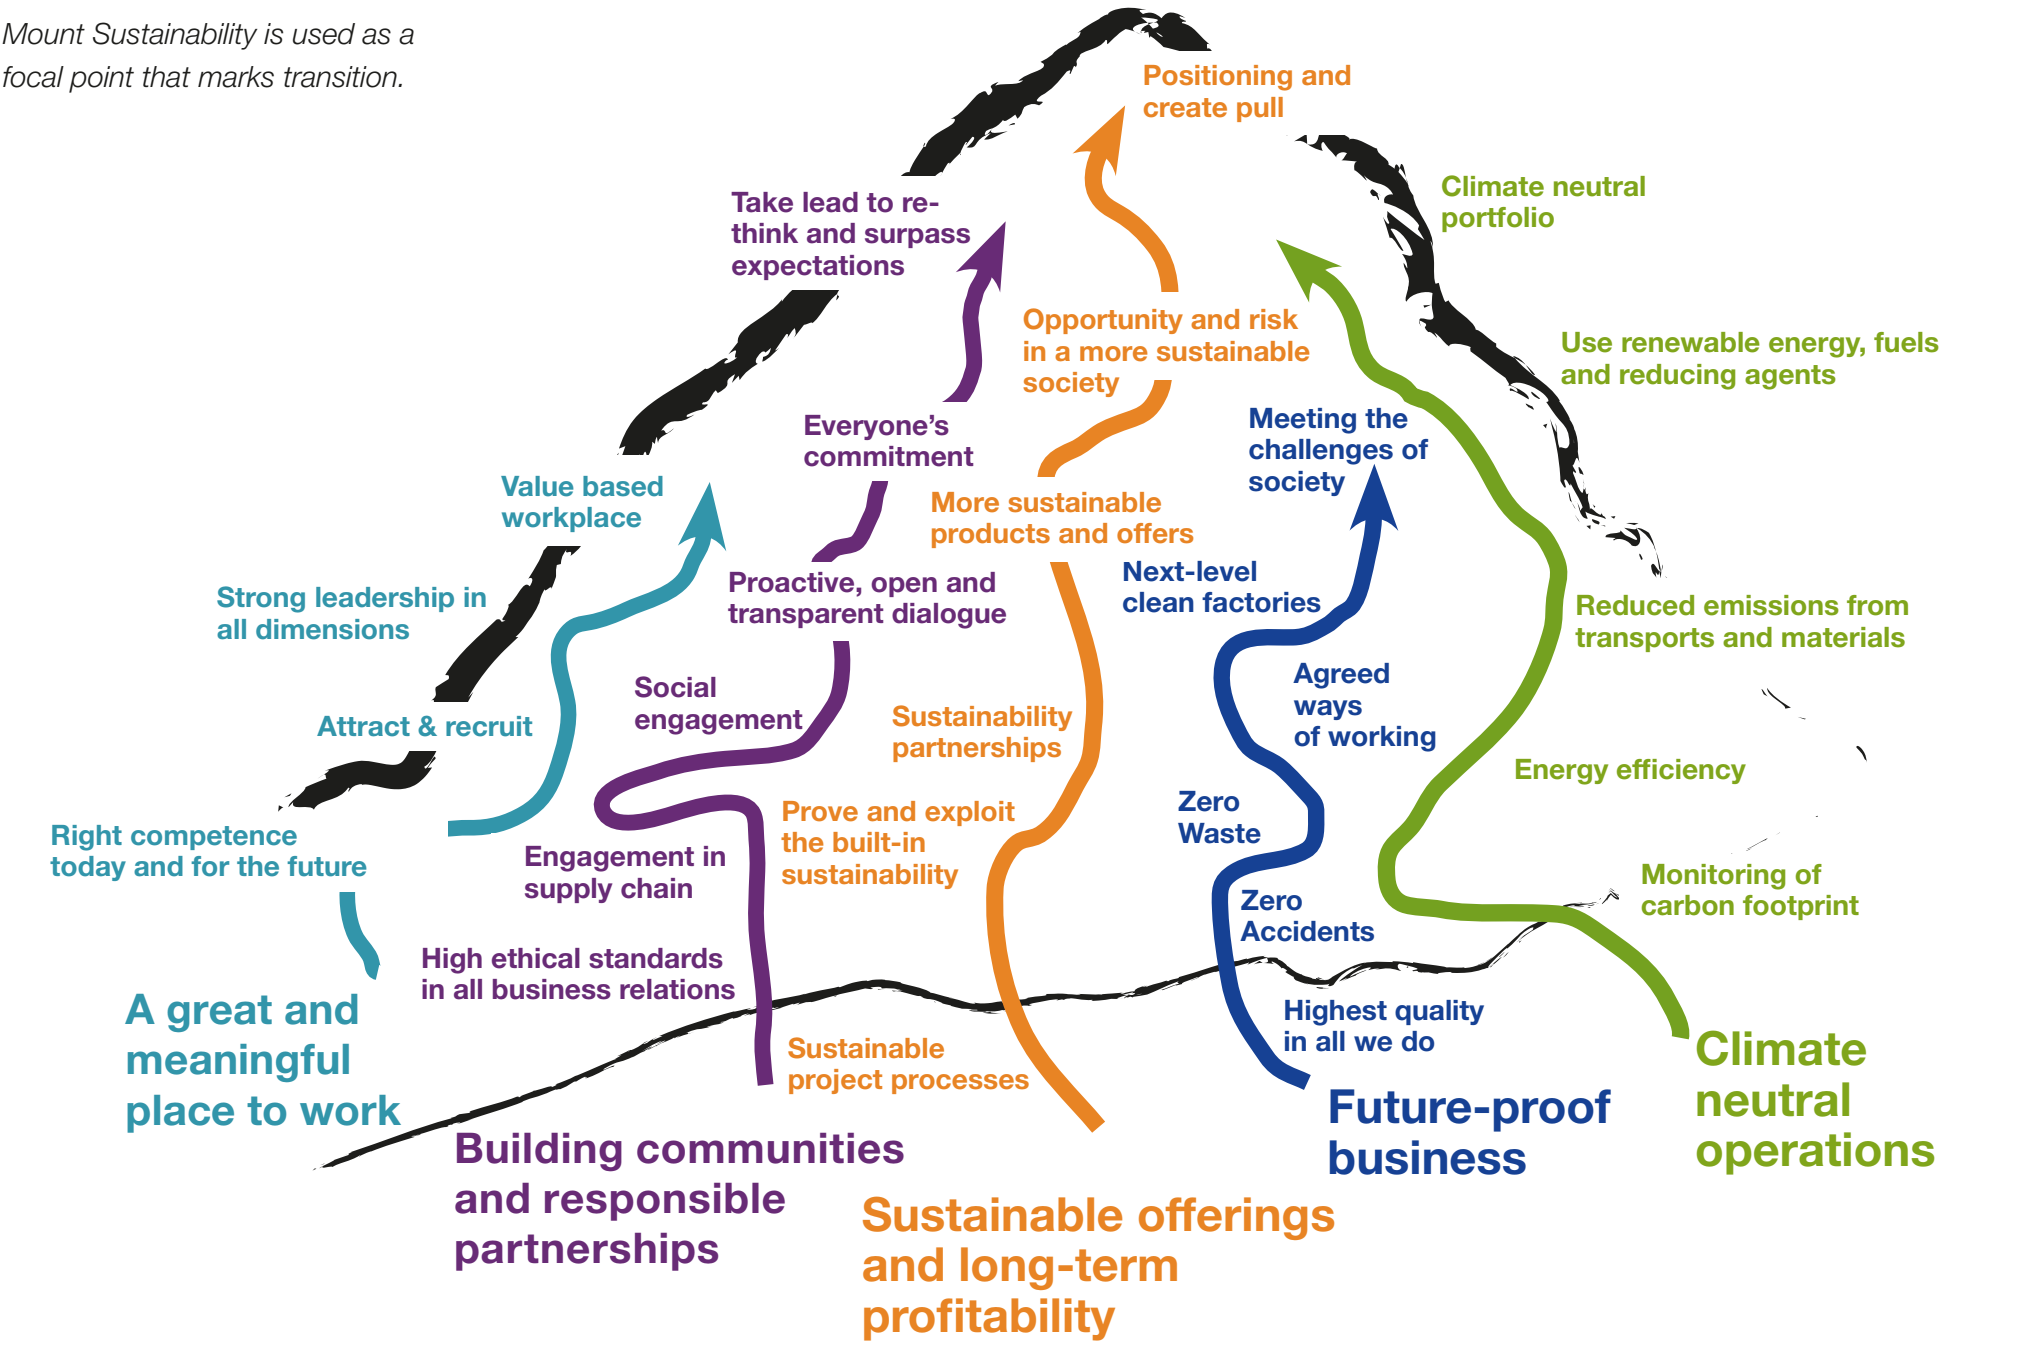 Mount Sustainability is used as a
focal point that marks transition.
Positioning and
create pull
Take lead to re-
think and surpass
expectations
Climate neutral
portfolio
Opportunity and risk
in a more sustainable
society
Use renewable energy, fuels
and reducing agents
Everyone’s
commitment
Meeting the
challenges of
society
Value based
workplace
More sustainable
products and offers
Next-level
clean factories
Strong leadership in
all dimensions
Proactive, open and
transparent dialogue
Reduced emissions from
transports and materials
Social
engagement
Agreed
ways
of working
Attract & recruit
Sustainability
partnerships
Energy efficiency
Zero
Waste
Prove and exploit
the built-in
sustainability
Right competence
today and for the future
Engagement in
supply chain
Monitoring of
carbon footprint
Zero
Accidents
High ethical standards
in all business relations
Highest quality
in all we do
Sustainable
project processes
A great and
meaningful
place to work
Building communities
and responsible
partnerships
Sustainable offerings
and long-term
profitability
Future-proof
business
Climate
neutral
operations